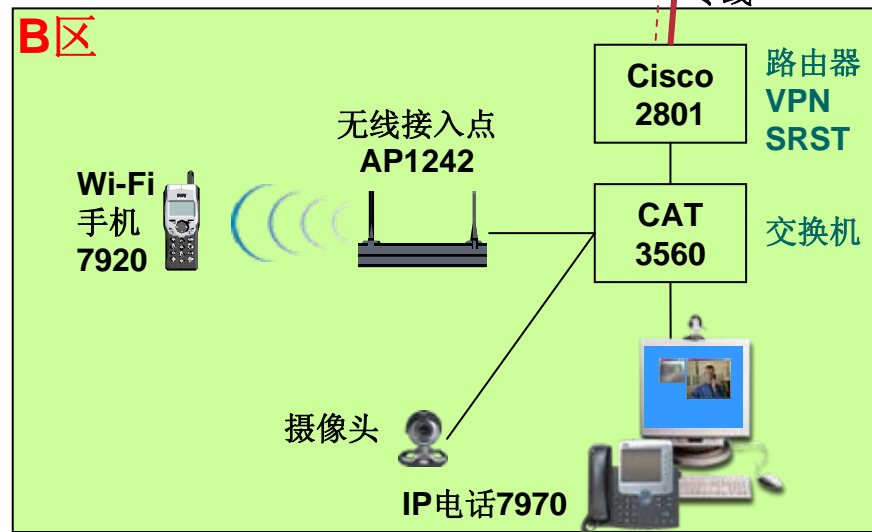 B区
Cisco
2801
路由器
VPN
SRST
无线接入点
AP1242
Wi-Fi
手机
7920
CAT
3560
交换机
摄像头
IP电话7970